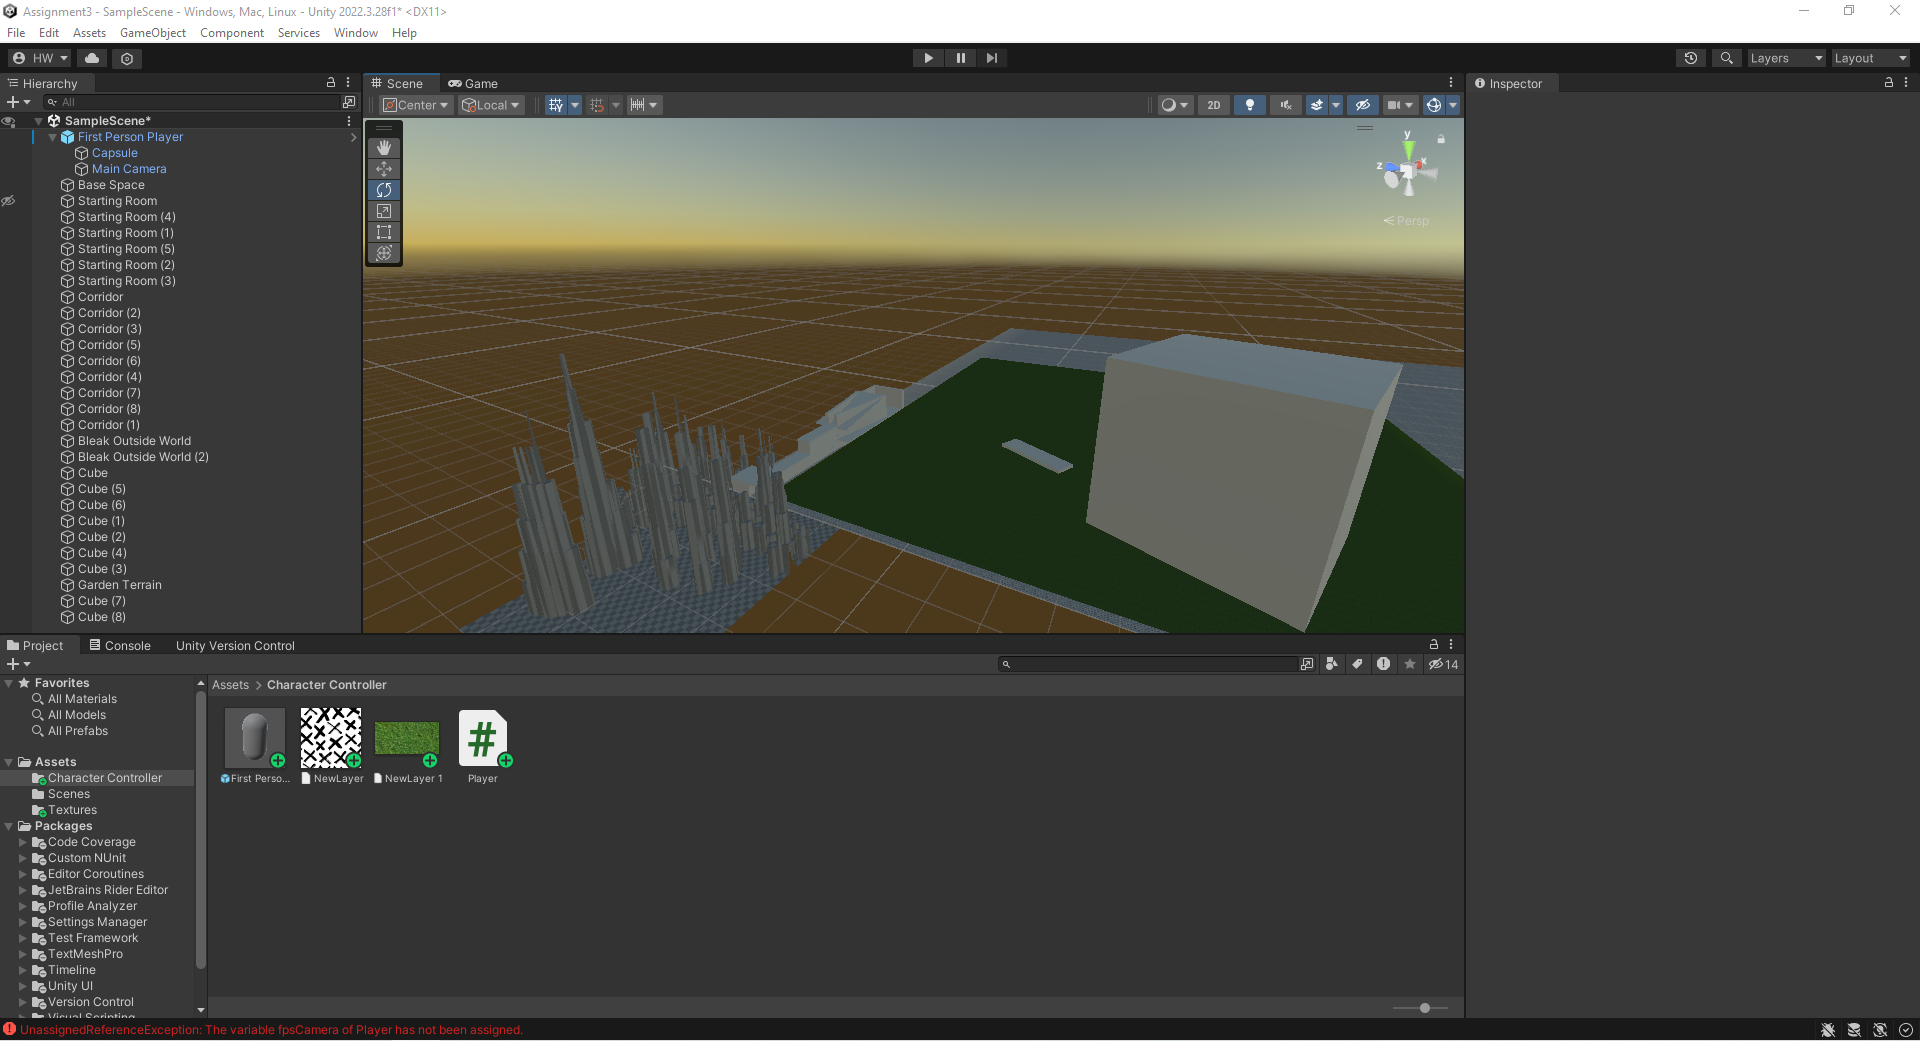 Assignment3 - SampleScene - Windows, Mac, Linux - Unity 2022.3.28f1* <DX11>
File Edit Assets GameObject Component Services Window Help
HW Layers Layout
Hierarchy
All
SampleScene*
First Person Player
Capsule
Main Camera
Base Space
Starting Room
Starting Room (4)
Starting Room (1)
Starting Room (5)
Starting Room (2)
Starting Room (3)
Corridor
Corridor (2)
Corridor (3)
Corridor (5)
Corridor (6)
Corridor (4)
Corridor (7)
Corridor (8)
Corridor (1)
Bleak Outside World
Bleak Outside World (2)
Cube
Cube (5)
Cube (6)
Cube (1)
Cube (2)
Cube (4)
Cube (3)
Garden Terrain
Cube (7)
Cube (8)
Scene Game
Center Local 2D
y
z x
Persp
Inspector
Project Console Unity Version Control
14
Favorites
All Materials
All Models
All Prefabs
Assets
Character Controller
Scenes
Textures
Packages
Code Coverage
Custom NUnit
Editor Coroutines
JetBrains Rider Editor
Profile Analyzer
Settings Manager
Test Framework
TextMeshPro
Timeline
Unity UI
Version Control
Visual Scripting
Assets > Character Controller
First Perso... NewLayer NewLayer 1 Player
UnassignedReferenceException: The variable fpsCamera of Player has not been assigned.